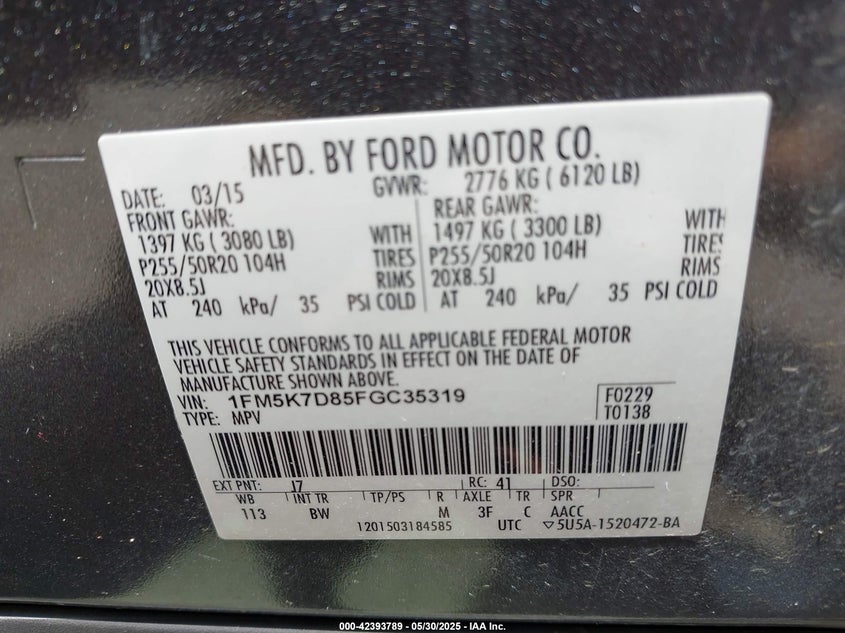 MFD. BY FORD MOTOR CO.
DATE: 03/15 GVWR: 2776 KG ( 6120 LB)
FRONT GAWR: REAR GAWR:
1397 KG ( 3080 LB) WITH 1497 KG ( 3300 LB) WITH
P255/50R20 104H TIRES P255/50R20 104H TIRES
20X8.5J RIMS 20X8.5J RIMS
AT 240 kPa/ 35 PSI COLD AT 240 kPa/ 35 PSI COLD
THIS VEHICLE CONFORMS TO ALL APPLICABLE FEDERAL MOTOR
VEHICLE SAFETY STANDARDS IN EFFECT ON THE DATE OF
MANUFACTURE SHOWN ABOVE.
VIN: 1FM5K7D85FGC35319 F0229
TYPE: MPV T0138
EXT PNT: J7 RC: 41 DSO:
WB INT TR TP/PS R AXLE TR SPR
113 BW M 3F C AACC
1201503184585 UTC ▽5U5A-1520472-BA
000-42393789 - 05/30/2025 - IAA Inc.